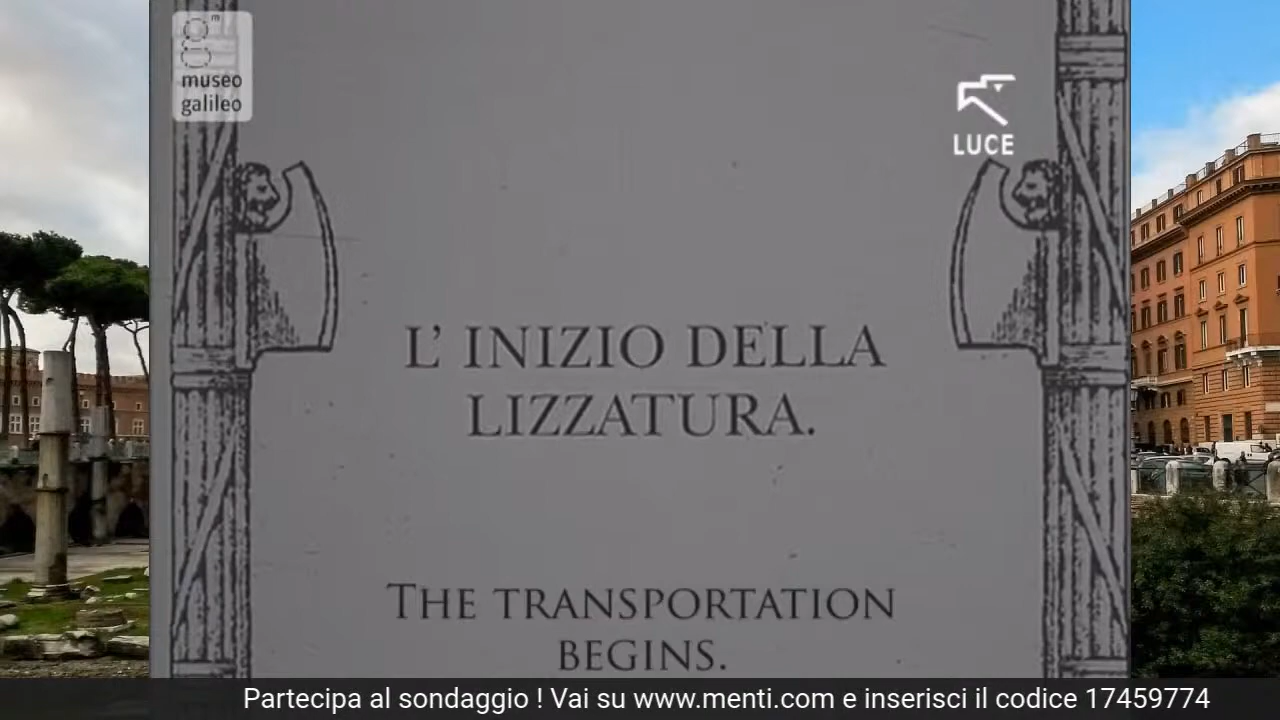 museo
galileo
LUCE
L' INIZIO DELLA
LIZZATURA.
THE TRANSPORTATION
BEGINS.
Partecipa al sondaggio ! Vai su www.menti.com e inserisci il codice 17459774